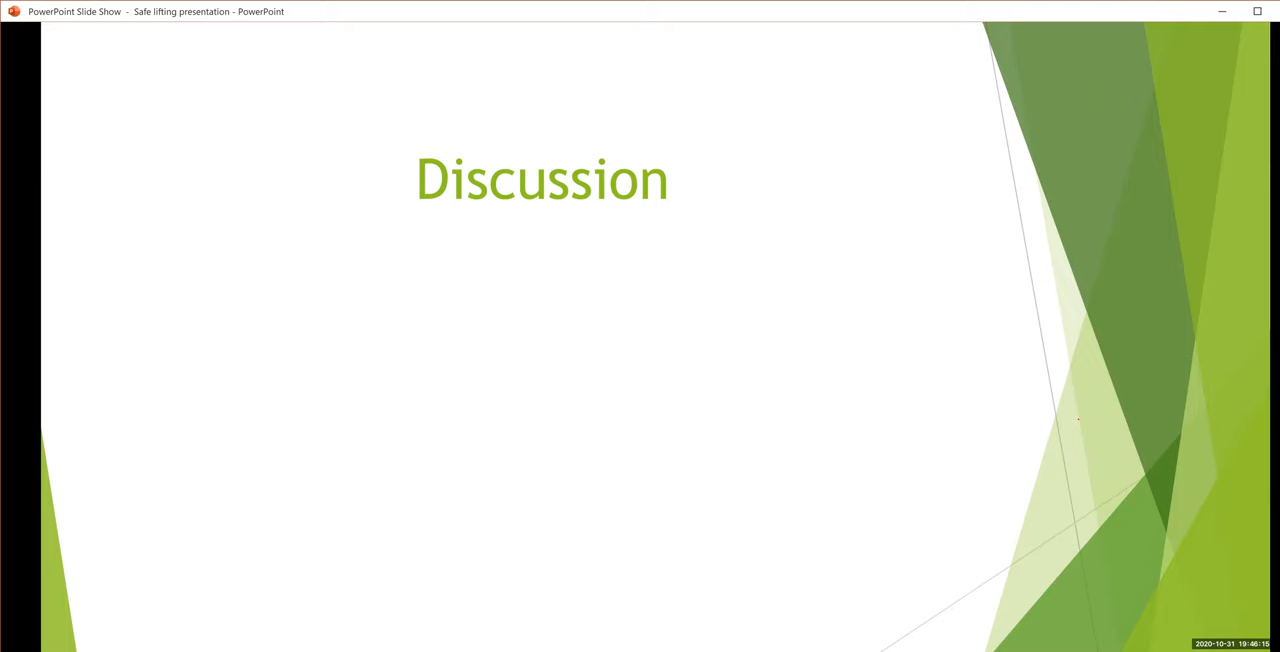 PowerPoint Slide Show - Safe lifting presentation - PowerPoint
Discussion
2020-10-31 19:46:15